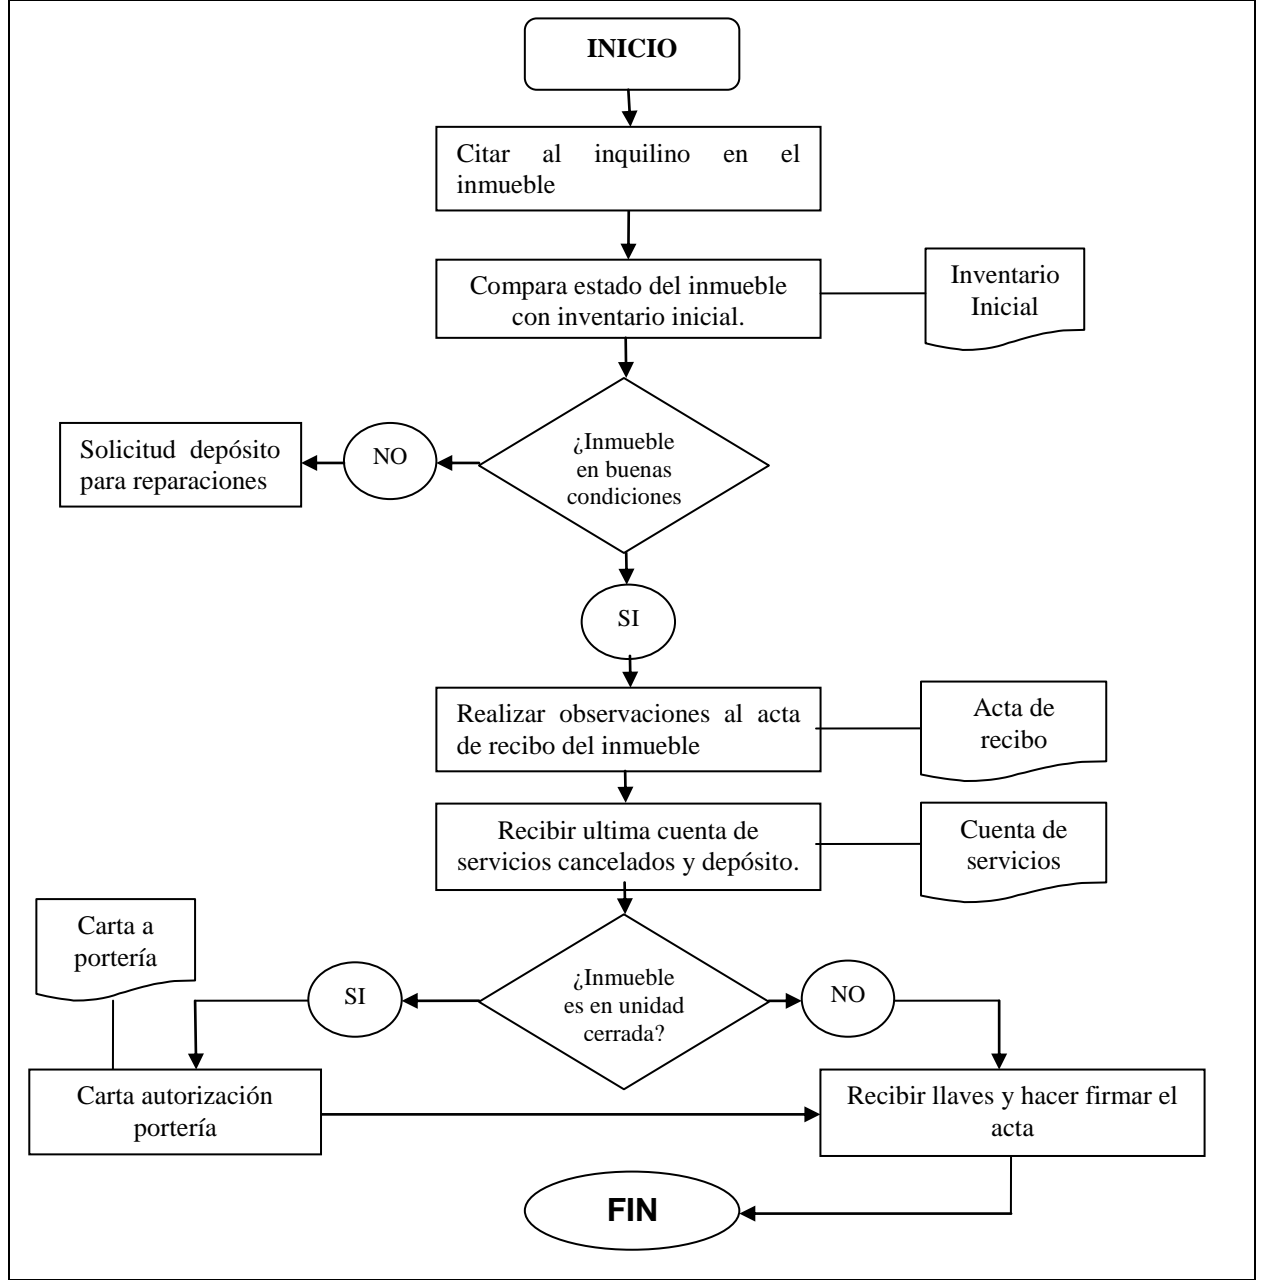 INICIO
Citar al inquilino en el
inmueble
Compara estado del inmueble
con inventario inicial.
Inventario
Inicial
¿Inmueble
en buenas
condiciones
NO
Solicitud depósito
para reparaciones
SI
Realizar observaciones al acta
de recibo del inmueble
Acta de
recibo
Recibir ultima cuenta de
servicios cancelados y depósito.
Cuenta de
servicios
Carta a
portería
¿Inmueble
es en unidad
cerrada?
SI
NO
Carta autorización
portería
Recibir llaves y hacer firmar el
acta
FIN